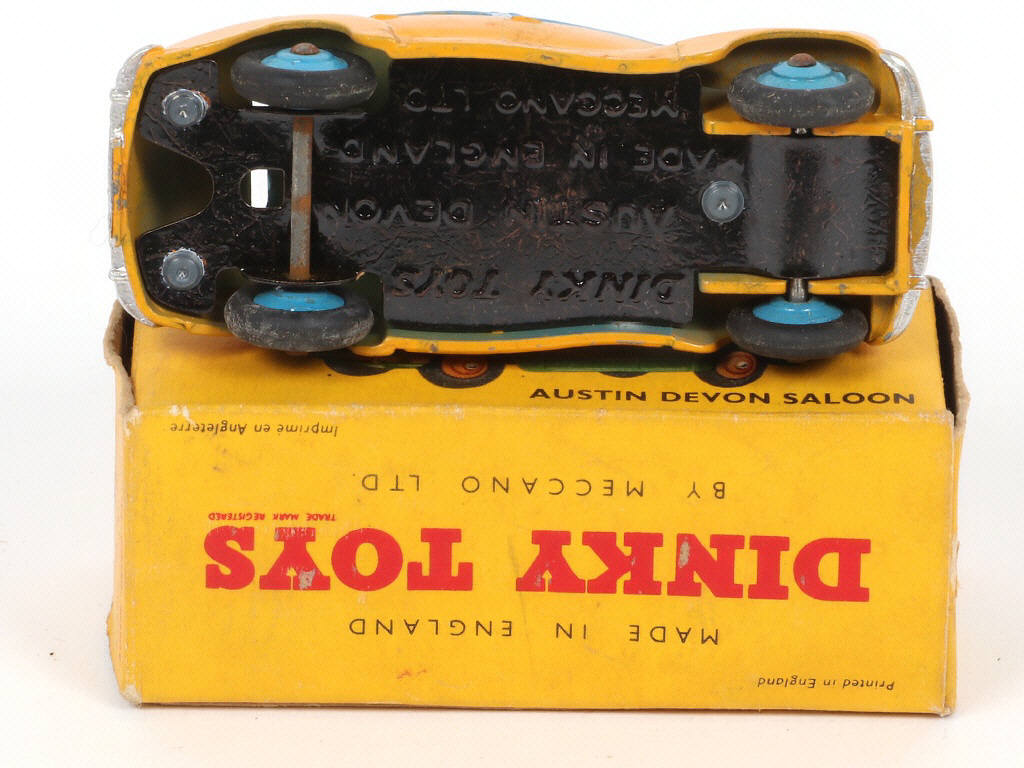 DINKY TOYS
AUSTIN DEVON
MADE IN ENGLAND
MECCANO LTD
AUSTIN DEVON SALOON
Printed in England
MADE IN ENGLAND
DINKY TOYS
TRADE MARK REGISTERED
BY MECCANO LTD.
Imprimé en Angleterre